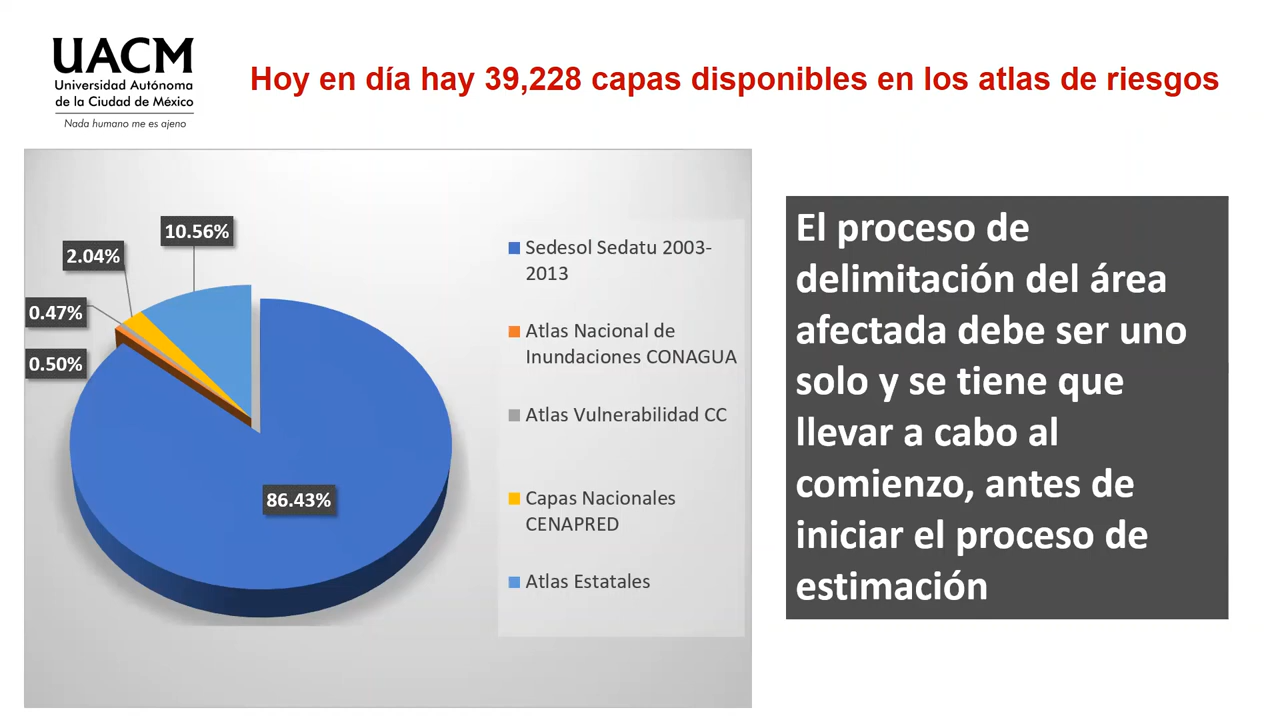 UACM
Universidad Autónoma
de la Ciudad de México
Nada humano me es ajeno
Hoy en día hay 39,228 capas disponibles en los atlas de riesgos
10.56%
2.04%
0.47%
0.50%
86.43%
Sedesol Sedatu 2003-
2013
Atlas Nacional de
Inundaciones CONAGUA
Atlas Vulnerabilidad CC
Capas Nacionales
CENAPRED
Atlas Estatales
El proceso de
delimitación del área
afectada debe ser uno
solo y se tiene que
llevar a cabo al
comienzo, antes de
iniciar el proceso de
estimación